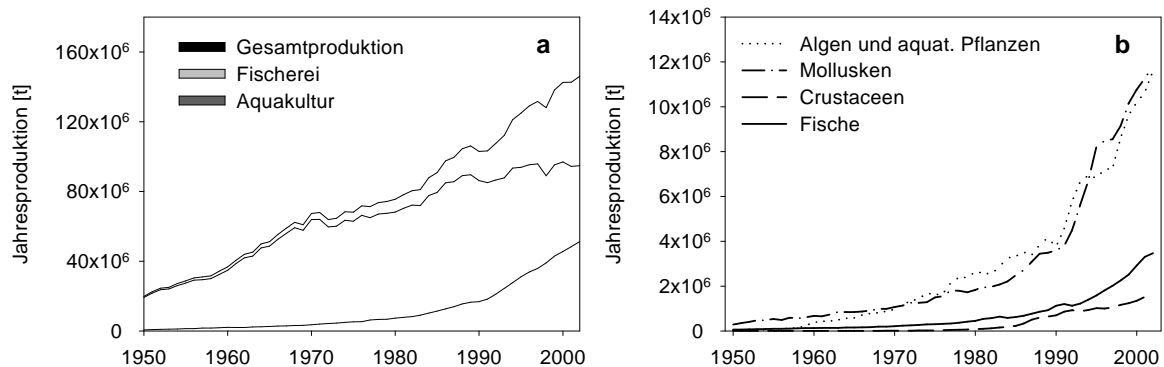 Jahresproduktion [t]
160x10⁶
120x10⁶
80x10⁶
40x10⁶
0
1950 1960 1970 1980 1990 2000
Gesamtproduktion
Fischerei
Aquakultur
a
Jahresproduktion [t]
14x10⁶
12x10⁶
10x10⁶
8x10⁶
6x10⁶
4x10⁶
2x10⁶
0
1950 1960 1970 1980 1990 2000
Algen und aquat. Pflanzen
Mollusken
Crustaceen
Fische
b